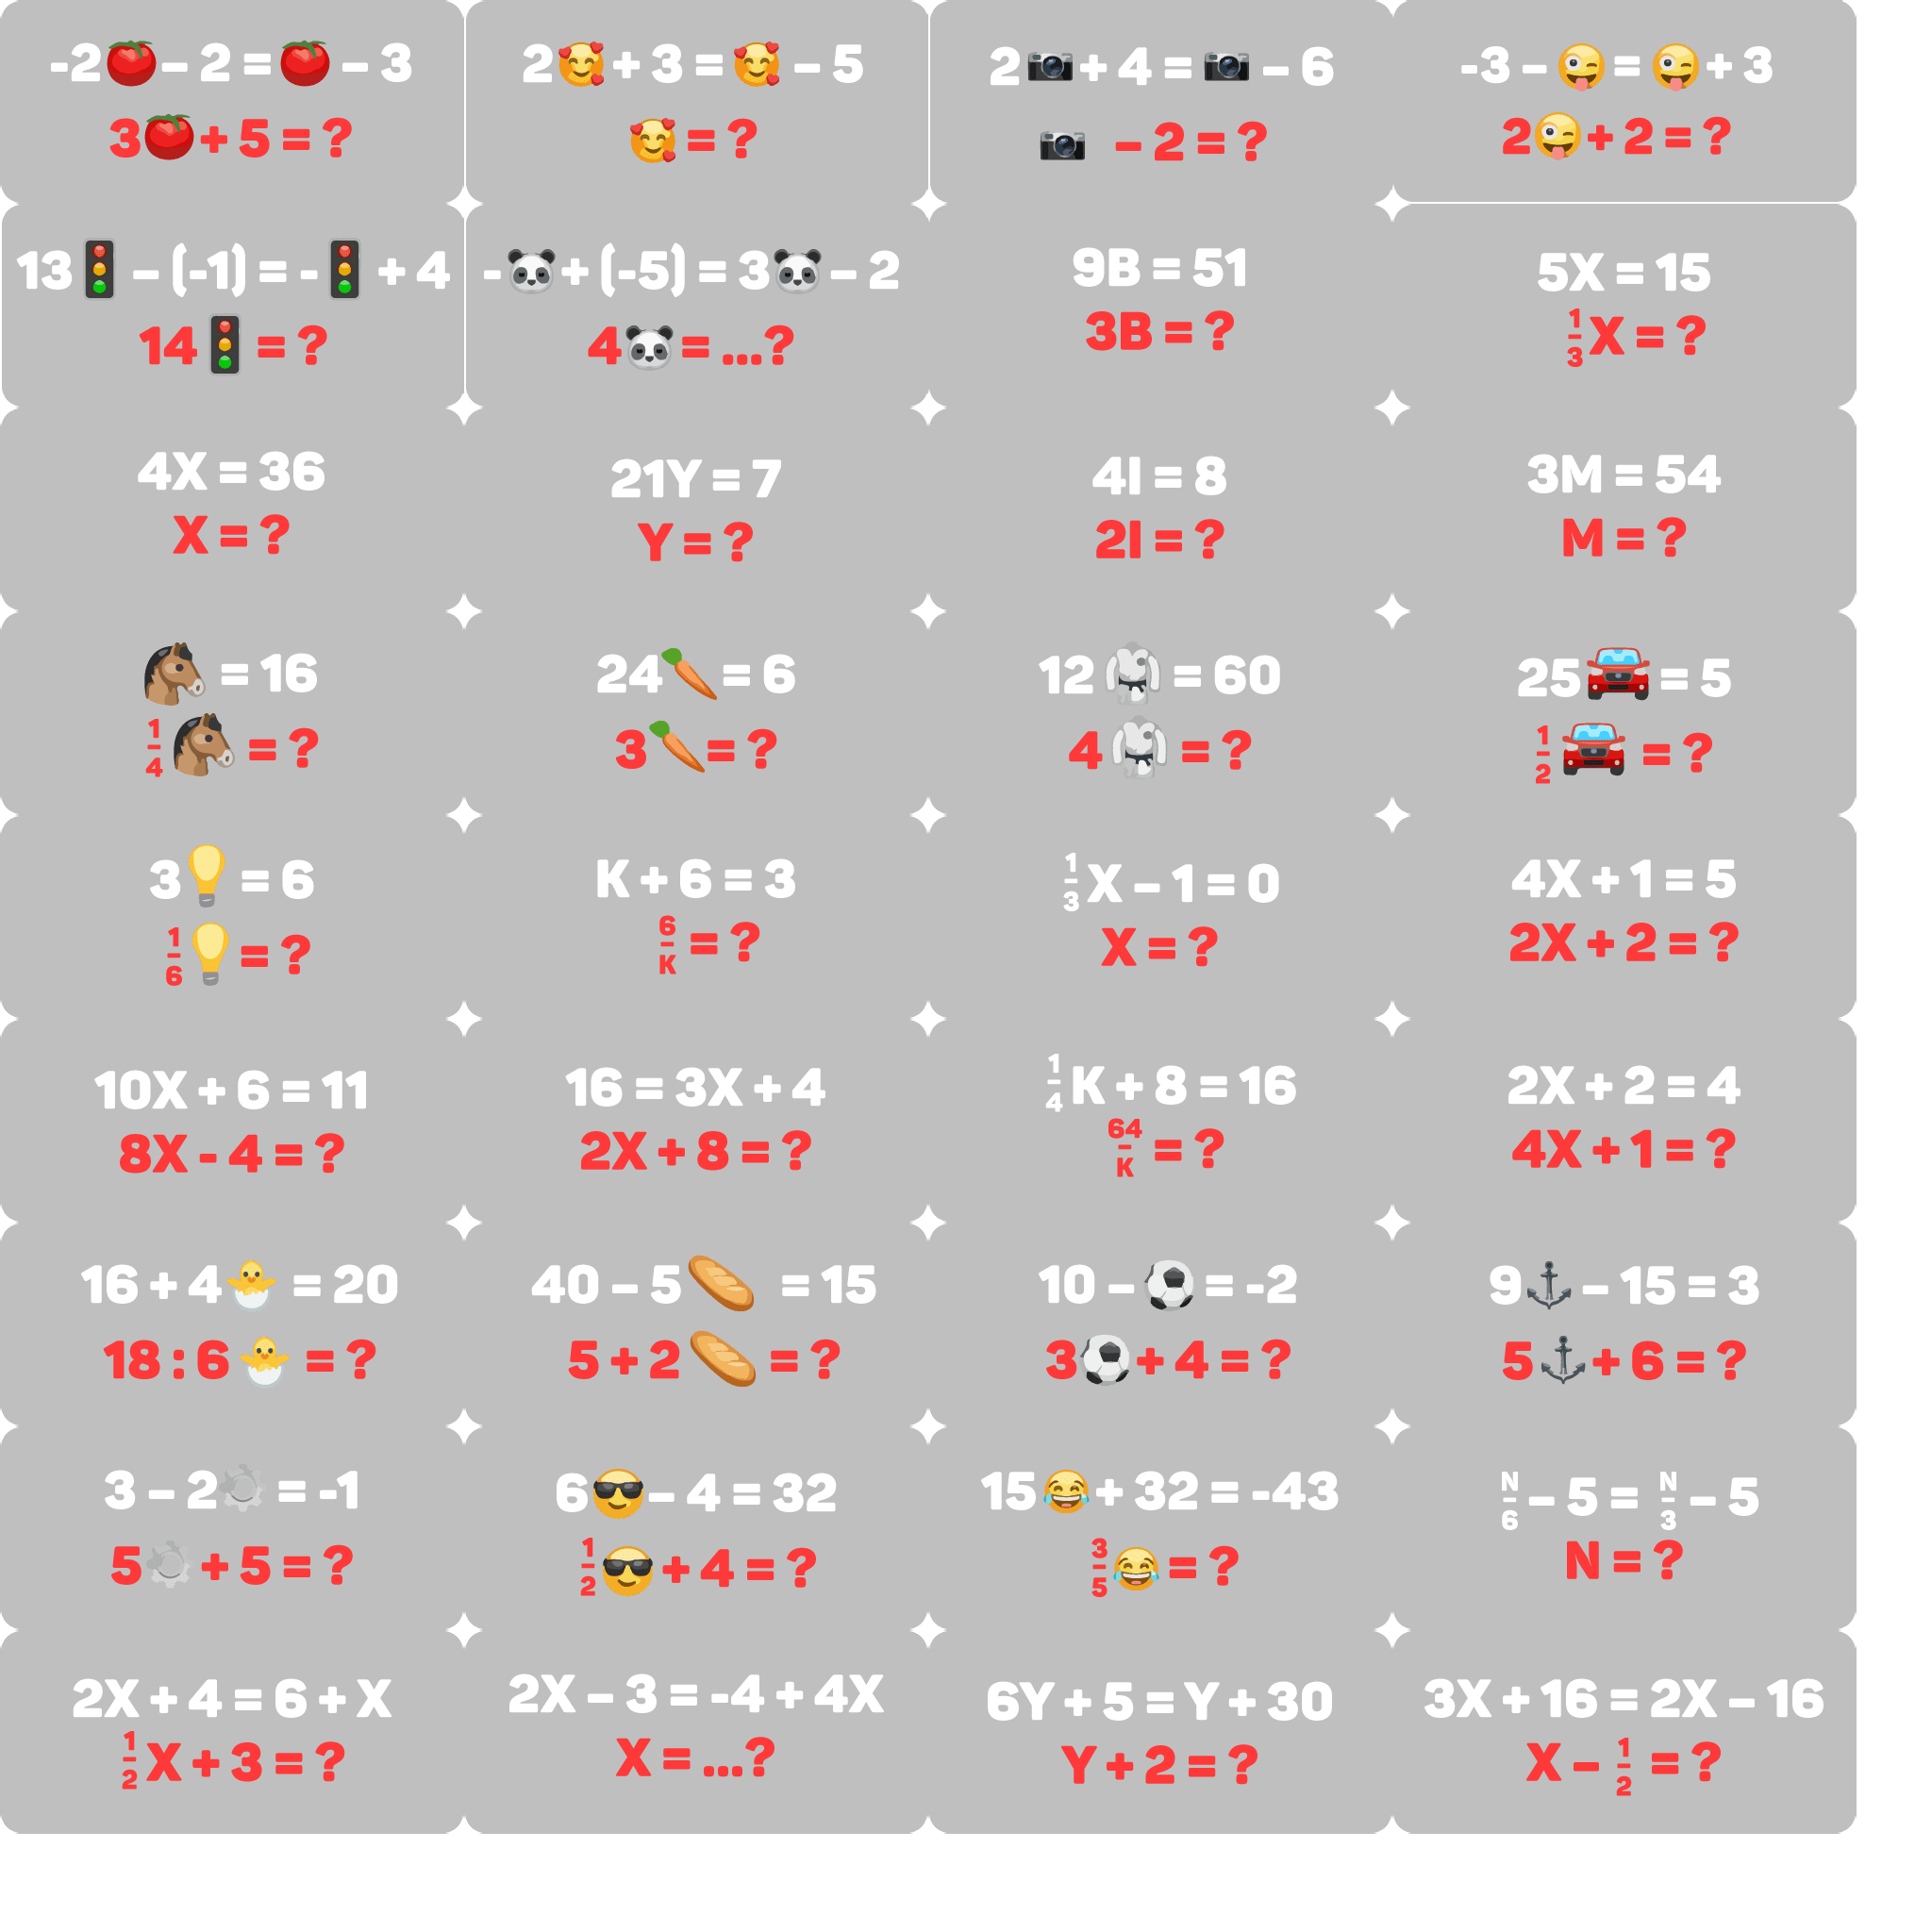 -2🍅 – 2 = 🍅 – 3
3🍅 + 5 = ?
2🥰 + 3 = 🥰 – 5
🥰 = ?
2📷 + 4 = 📷 – 6
📷 – 2 = ?
-3 – 😜 = 😜 + 3
2😜 + 2 = ?
13🚦 – (-1) = -🚦 + 4
14🚦 = ?
-🐼 + (-5) = 3🐼 – 2
4🐼 = ...?
9B = 51
3B = ?
5X = 15
1/3 X = ?
4X = 36
X = ?
21Y = 7
Y = ?
4I = 8
2I = ?
3M = 54
M = ?
🐴 = 16
1/4 🐴 = ?
24🥕 = 6
3🥕 = ?
12🥋 = 60
4🥋 = ?
25🚘 = 5
1/2 🚘 = ?
3💡 = 6
1/6 💡 = ?
K + 6 = 3
6/K = ?
1/3 X – 1 = 0
X = ?
4X + 1 = 5
2X + 2 = ?
10X + 6 = 11
8X - 4 = ?
16 = 3X + 4
2X + 8 = ?
1/4 K + 8 = 16
64/K = ?
2X + 2 = 4
4X + 1 = ?
16 + 4🐣 = 20
18 : 6🐣 = ?
40 – 5🥖 = 15
5 + 2🥖 = ?
10 – ⚽ = -2
3⚽ + 4 = ?
9⚓ – 15 = 3
5⚓ + 6 = ?
3 – 2⚙ = -1
5⚙ + 5 = ?
6😎 – 4 = 32
1/2 😎 + 4 = ?
15😂 + 32 = -43
3/5 😂 = ?
N/6 – 5 = N/3 – 5
N = ?
2X + 4 = 6 + X
1/2 X + 3 = ?
2X – 3 = -4 + 4X
X = ...?
6Y + 5 = Y + 30
Y + 2 = ?
3X + 16 = 2X – 16
X – 1/2 = ?